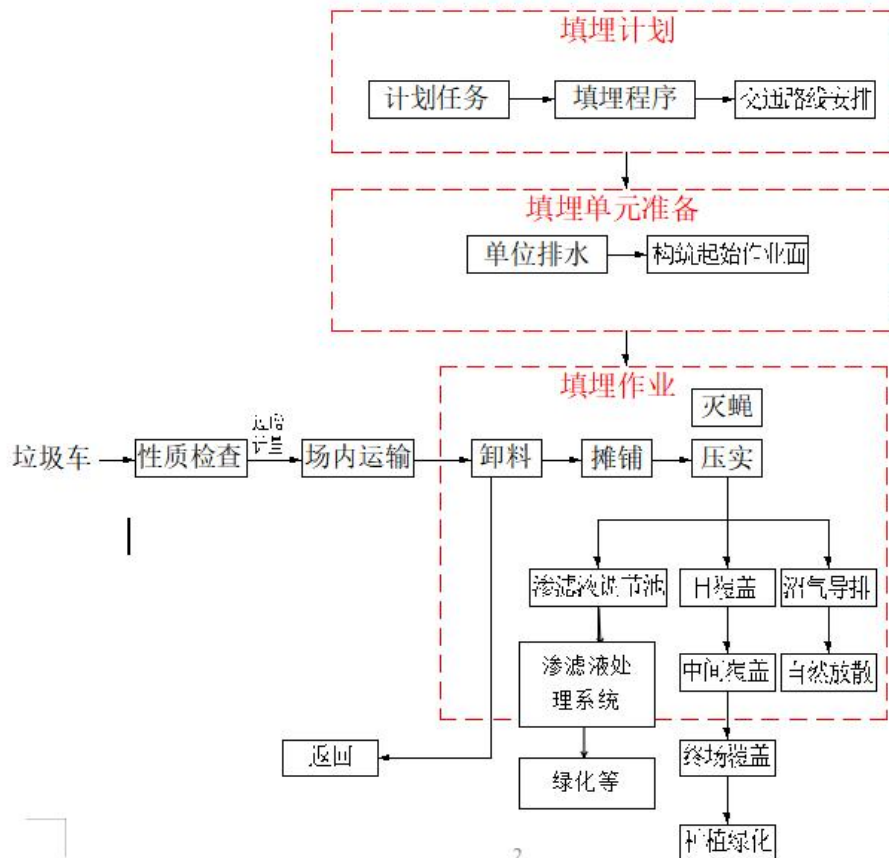 填埋计划
计划任务
填埋程序
交通路线安排
填埋单元准备
单位排水
构筑起始作业面
填埋作业
灭蝇
计量
垃圾车
性质检查
场内运输
卸料
摊铺
压实
渗滤液调节池
日覆盖
沼气导排
渗滤液处
理系统
中间覆盖
自然放散
返回
绿化等
终场覆盖
种植绿化
2